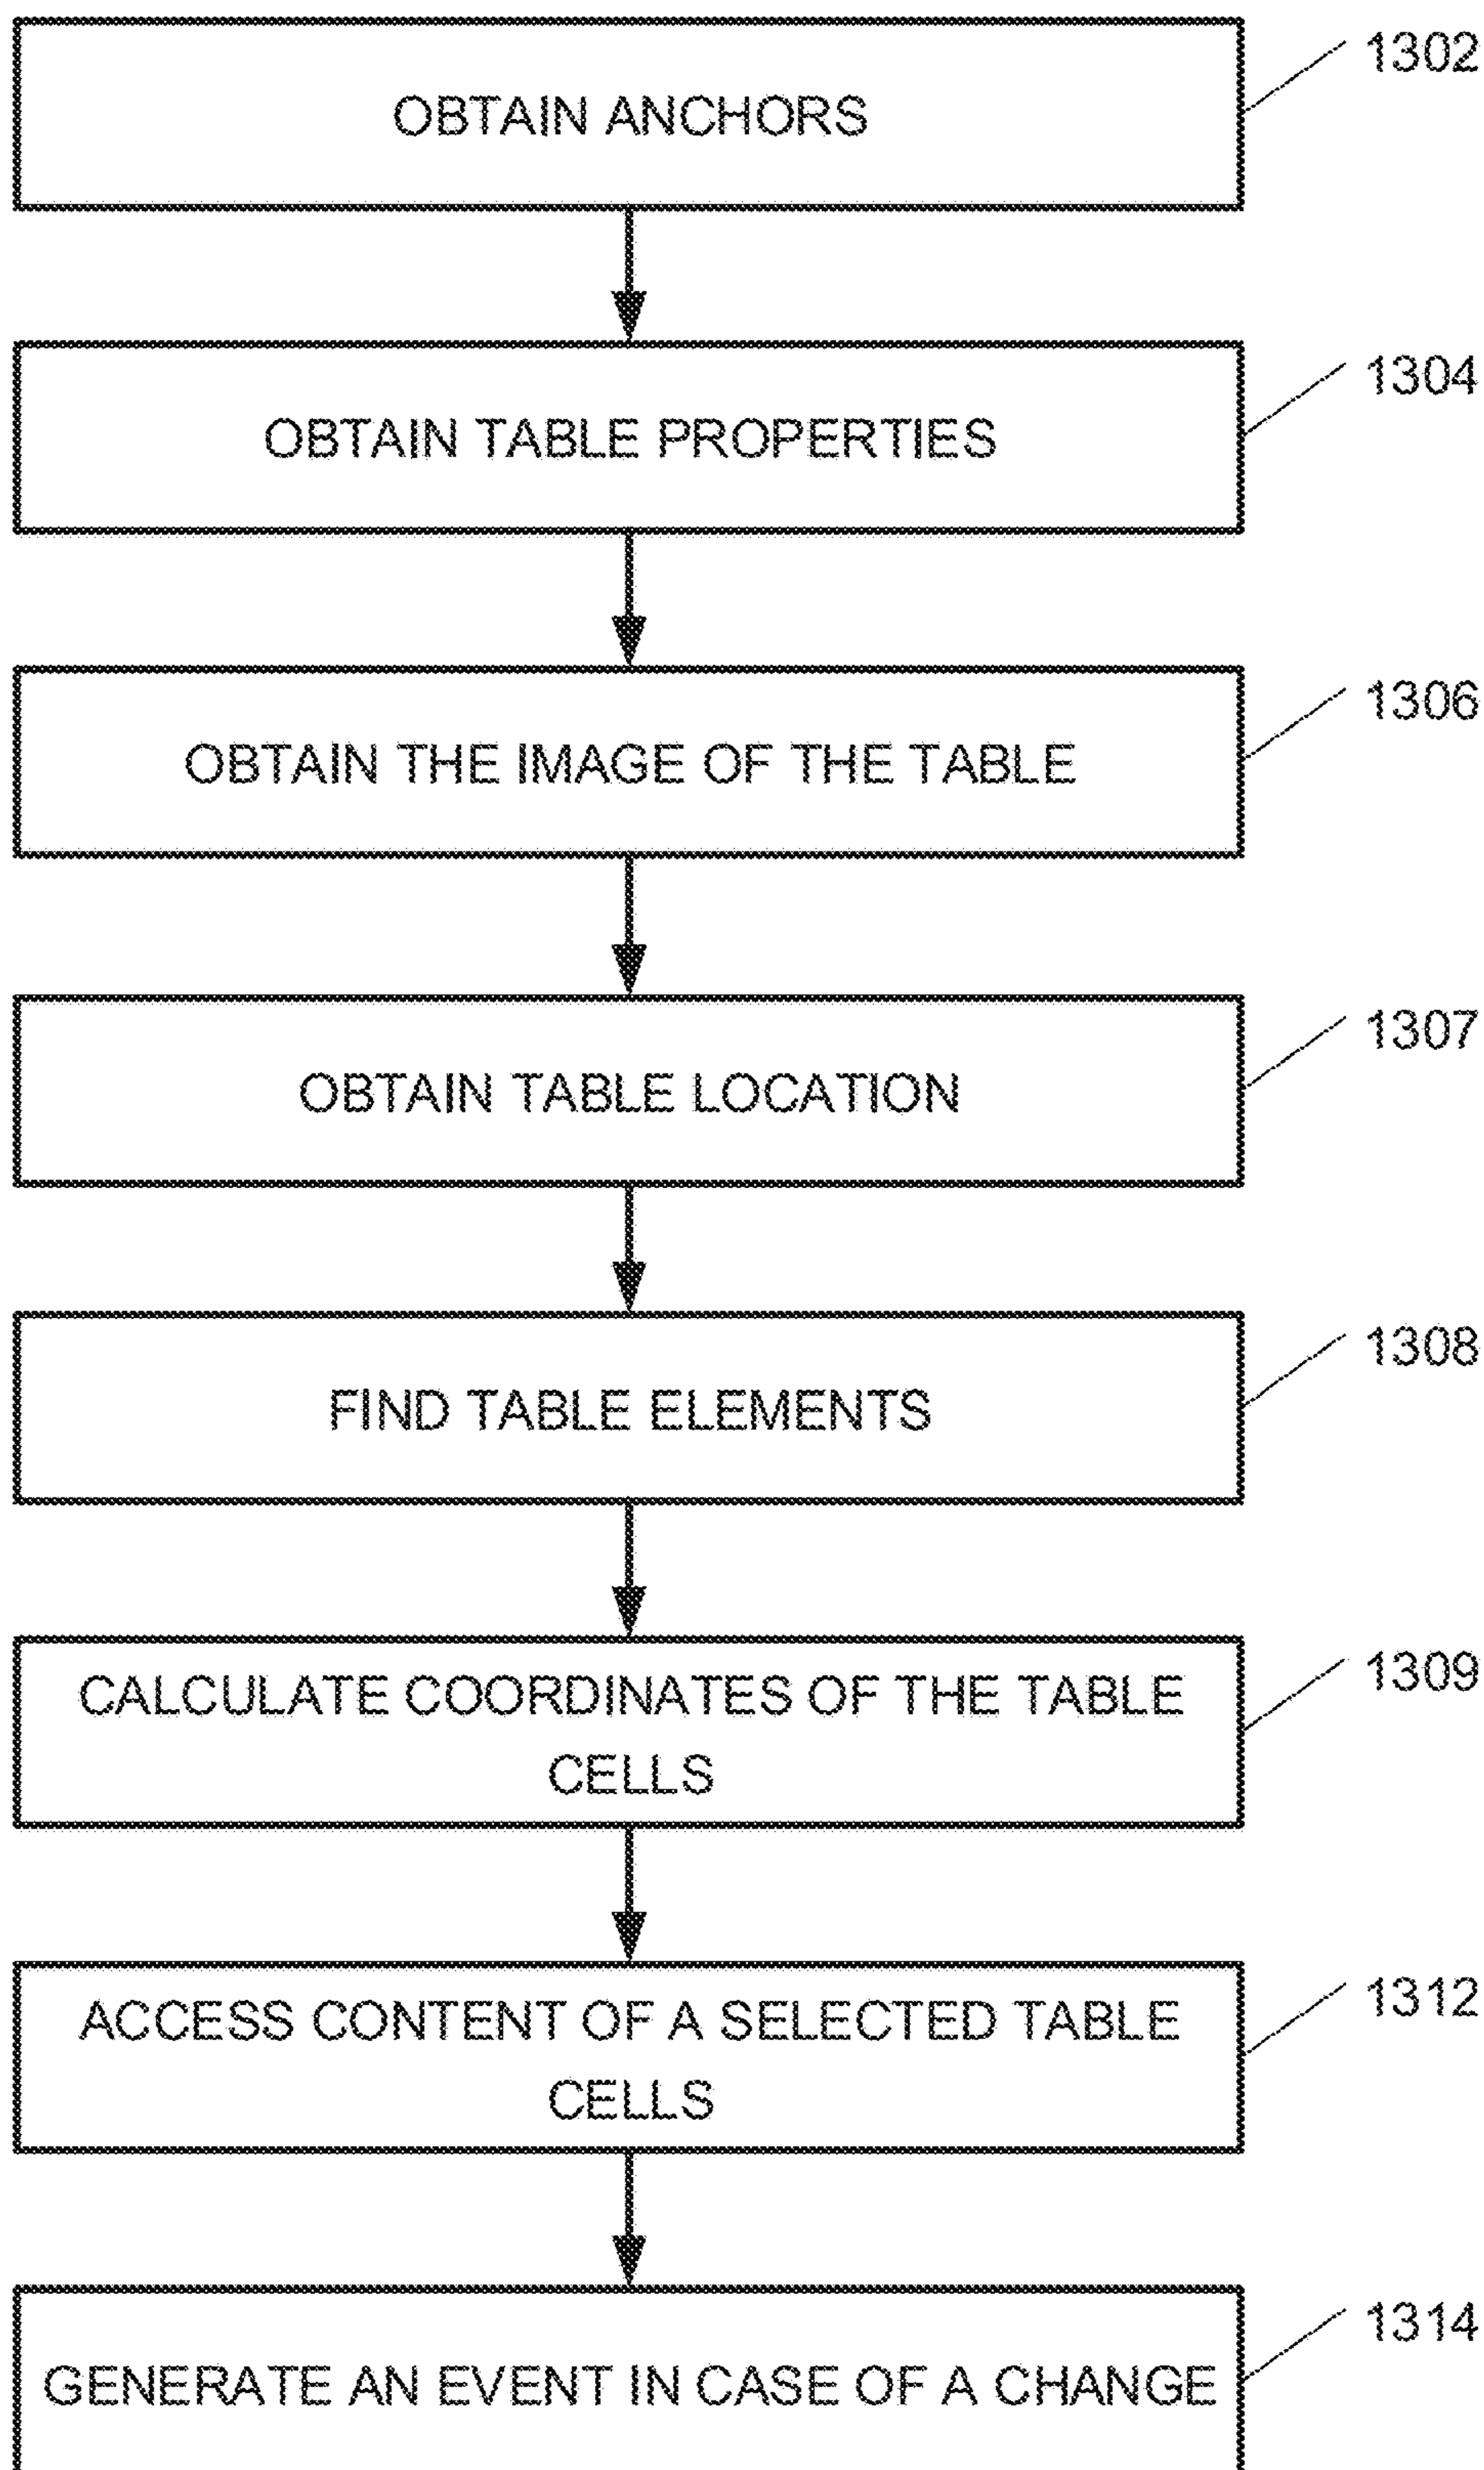 OBTAIN ANCHORS
1302
OBTAIN TABLE PROPERTIES
1304
OBTAIN THE IMAGE OF THE TABLE
1306
OBTAIN TABLE LOCATION
1307
FIND TABLE ELEMENTS
1308
CALCULATE COORDINATES OF THE TABLE
CELLS
1309
ACCESS CONTENT OF A SELECTED TABLE
CELLS
1312
GENERATE AN EVENT IN CASE OF A CHANGE
1314